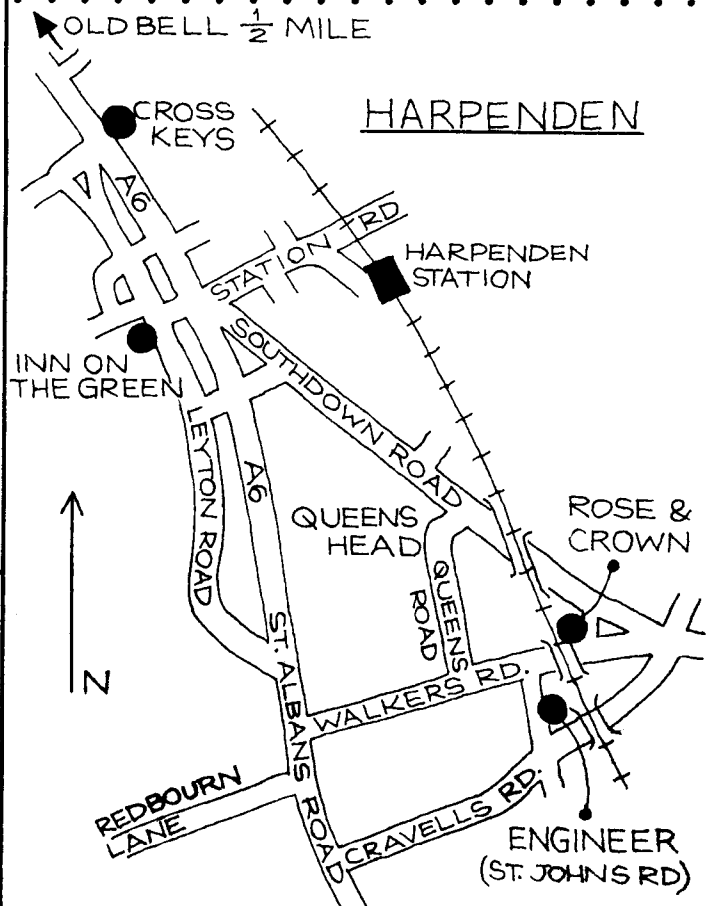 OLD BELL 1/2 MILE
CROSS
KEYS
HARPENDEN
A6
STATION RD
HARPENDEN
STATION
INN ON
THE GREEN
SOUTHDOWN ROAD
LEYTON ROAD
A6
QUEENS
HEAD
ROSE &
CROWN
QUEENS
ROAD
N
ST. ALBANS ROAD
WALKERS RD.
REDBOURN
LANE
CRAVELLS RD.
ENGINEER
(ST. JOHNS RD)